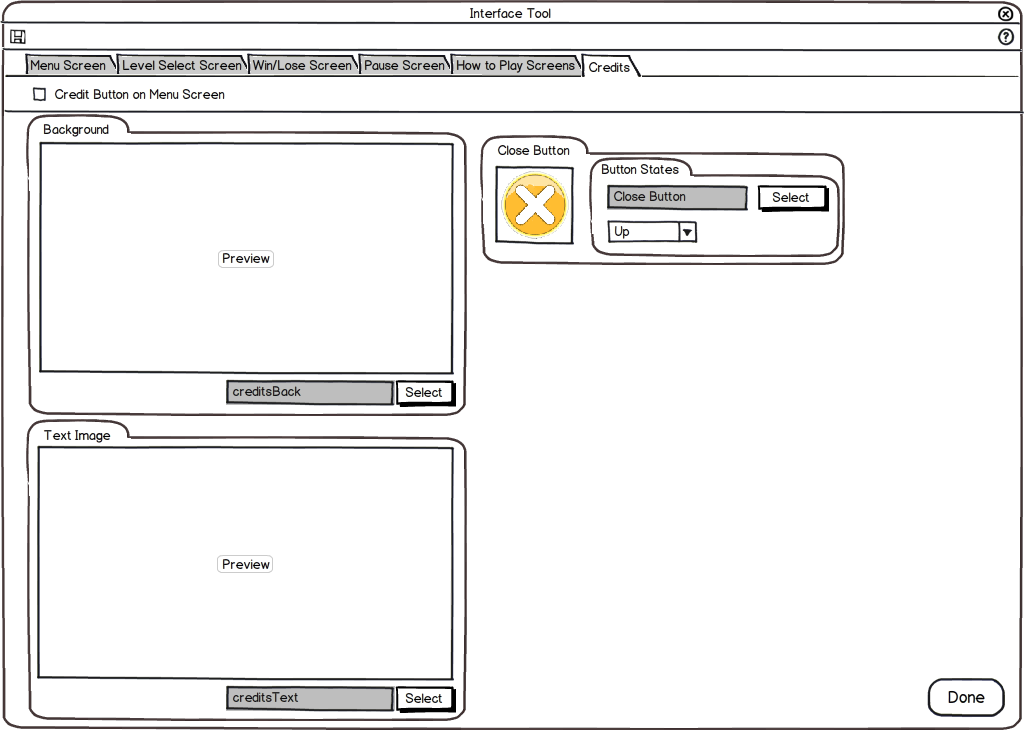 Interface Tool
Menu Screen Level Select Screen Win/Lose Screen Pause Screen How to Play Screens Credits
Credit Button on Menu Screen
Background
Preview
creditsBack Select
Close Button
Button States
Close Button Select
Up
Text Image
Preview
creditsText Select
Done